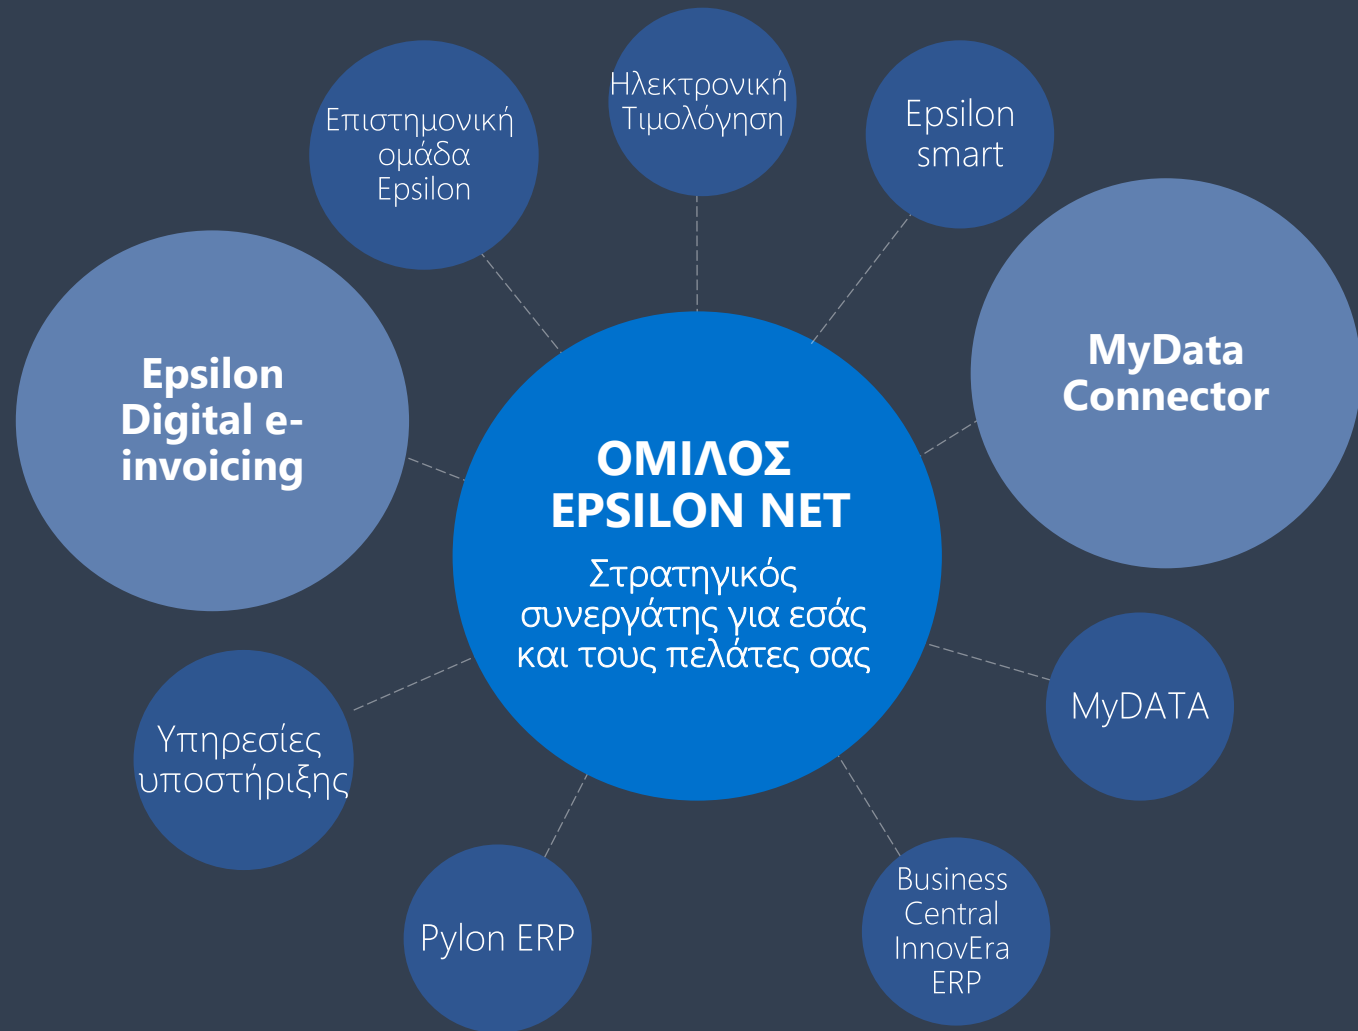 Ηλεκτρονική
Τιμολόγηση
Επιστημονική
ομάδα
Epsilon
Epsilon
smart
Epsilon
Digital e-
invoicing
MyData
Connector
ΟΜΙΛΟΣ
EPSILON NET
Στρατηγικός
συνεργάτης για εσάς
και τους πελάτες σας
Υπηρεσίες
υποστήριξης
MyDATA
Pylon ERP
Business
Central
InnovEra
ERP